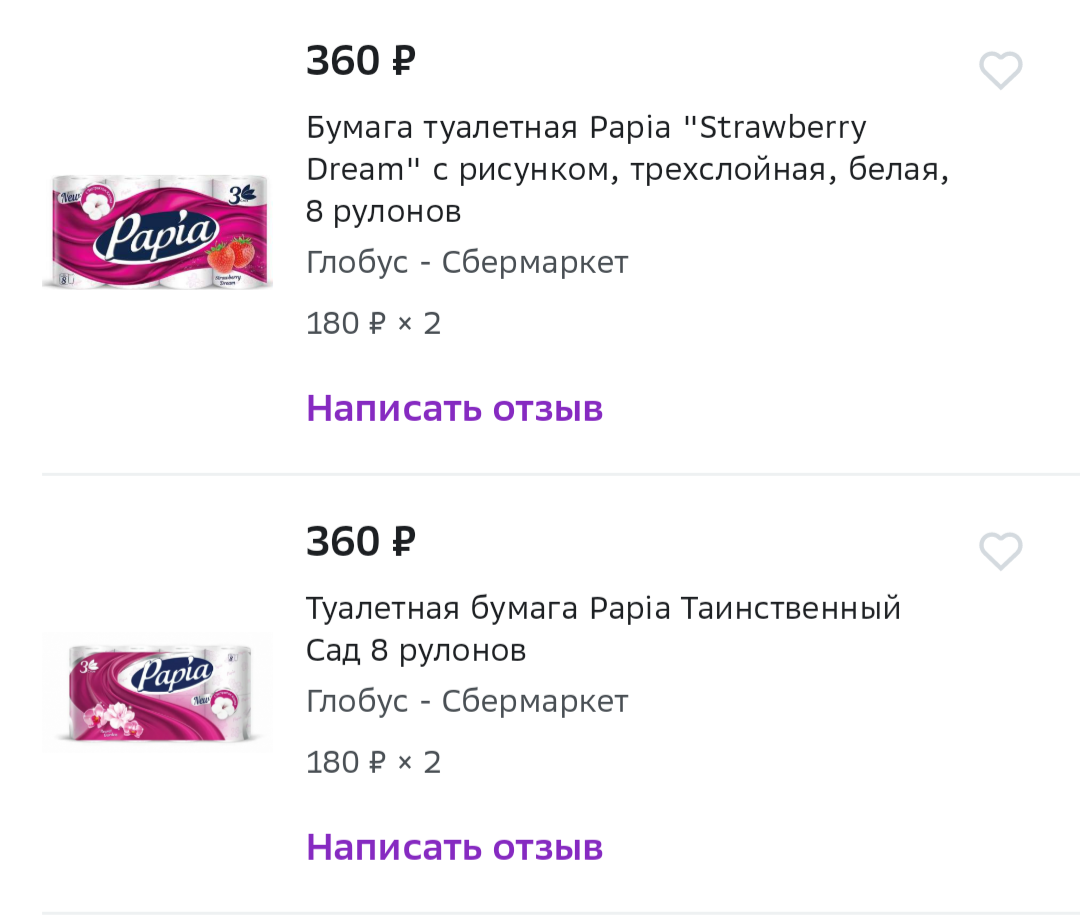 360 ₽
Бумага туалетная Papia "Strawberry
Dream" с рисунком, трехслойная, белая,
8 рулонов
Глобус - Сбермаркет
180 ₽ × 2
Написать отзыв
New
3
Papia
Strawberry
Dream
8
360 ₽
Туалетная бумага Papia Таинственный
Сад 8 рулонов
Глобус - Сбермаркет
180 ₽ × 2
Написать отзыв
3
Papia
New